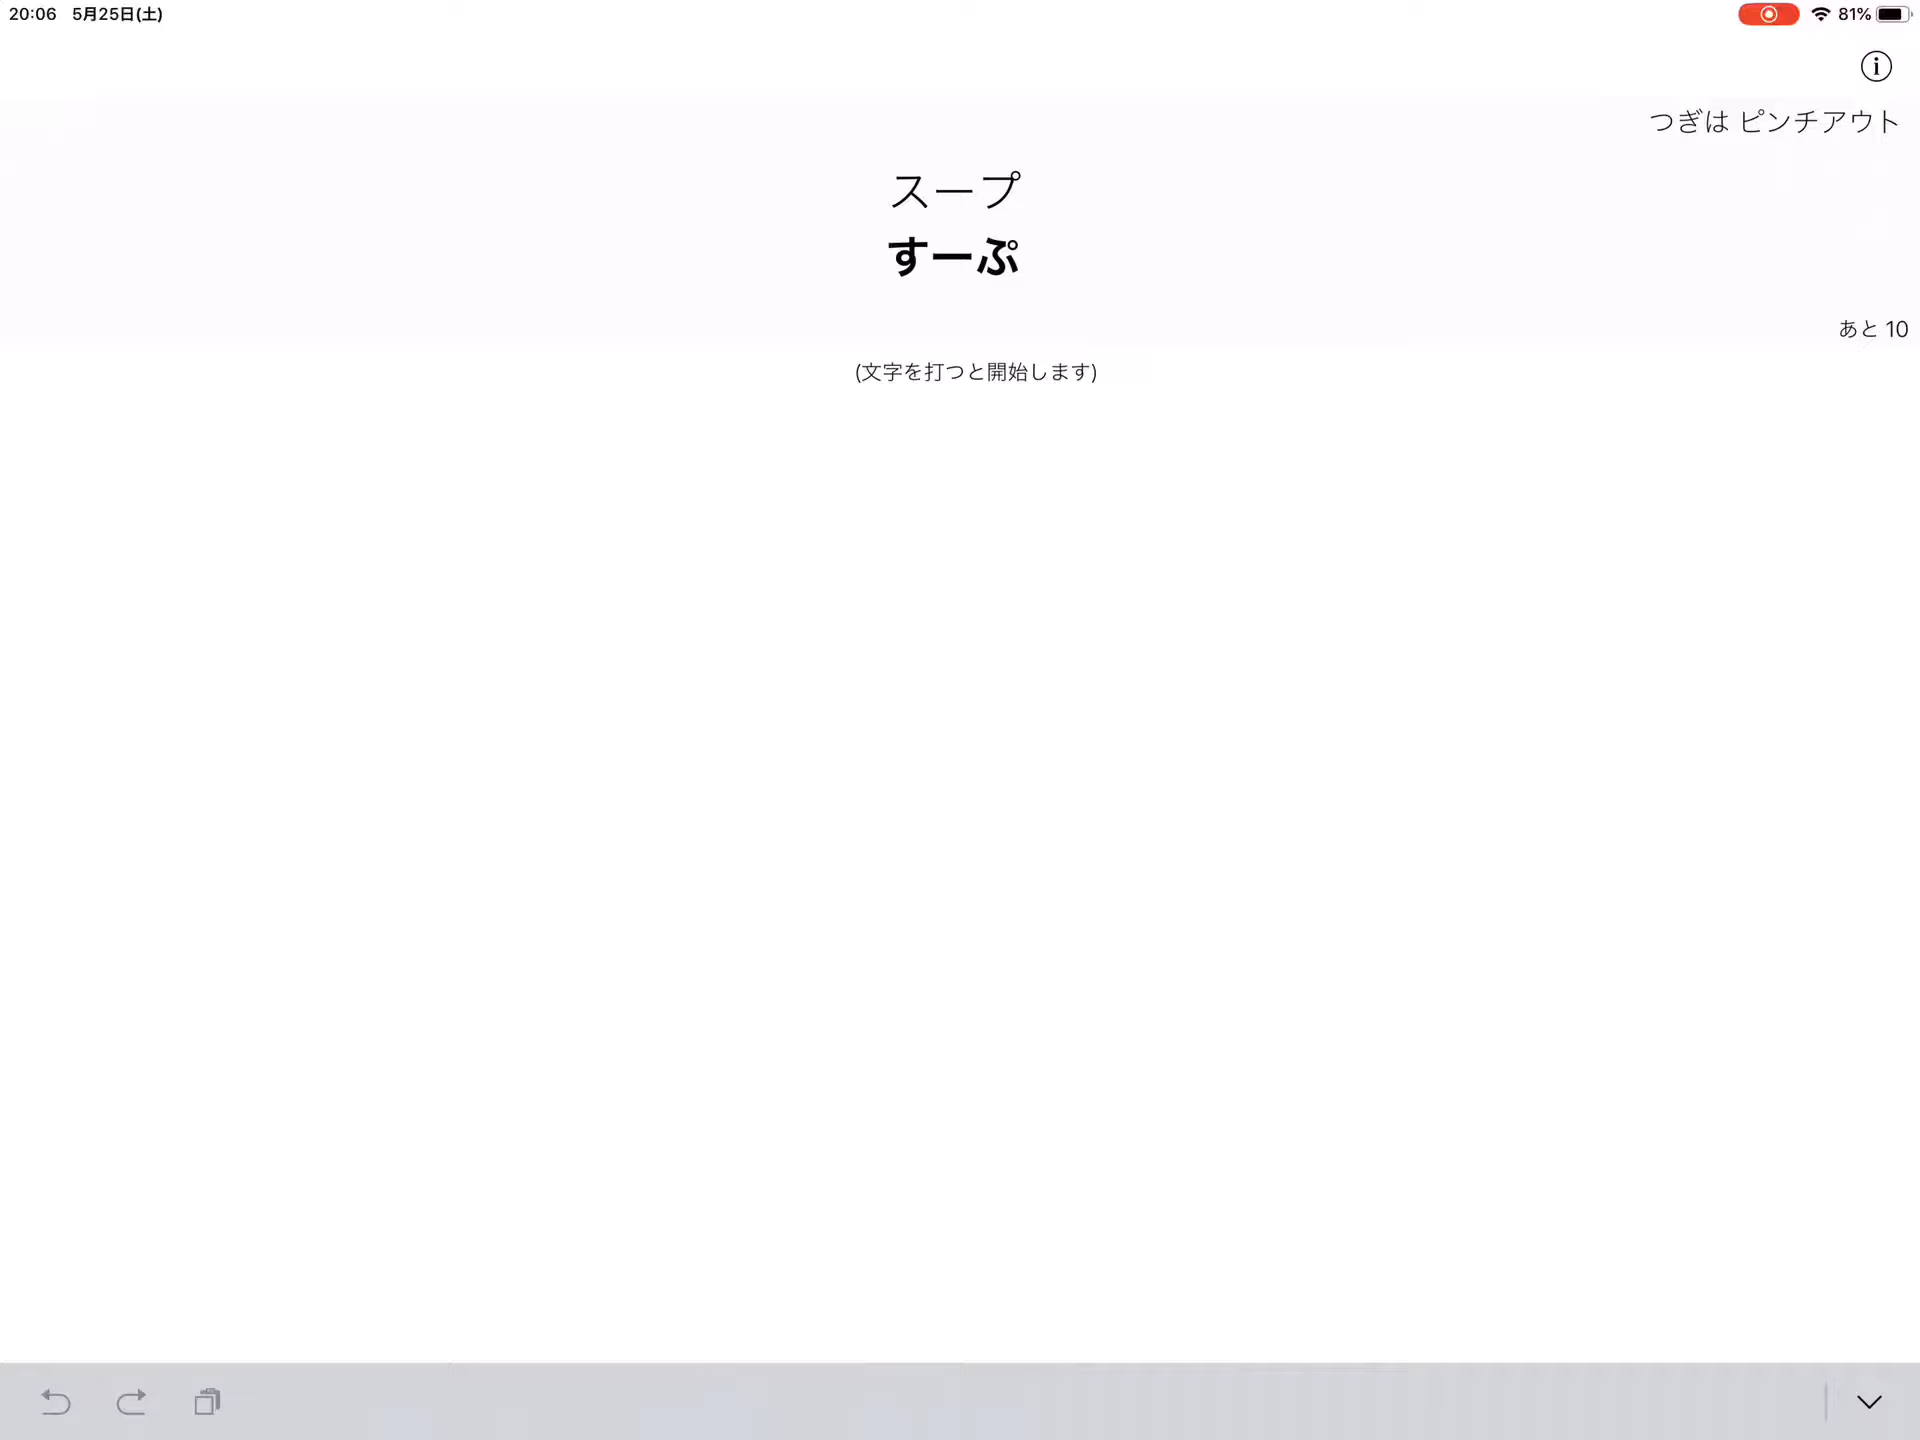 20:06 5月25日(土)
81%
つぎは ピンチアウト
スープ
すーぷ
あと 10
(文字を打つと開始します)